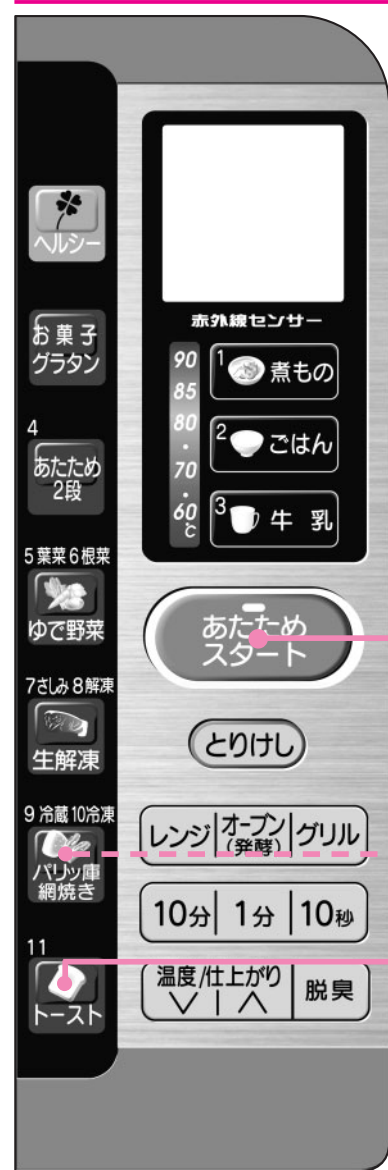 ヘルシー
お菓子
グラタン
4
あたため
2段
5葉菜6根菜
ゆで野菜
7さしみ8解凍
生解凍
9冷蔵10冷凍
パリッ庫
網焼き
11
トースト
赤外線センサー
90
85
80
・
70
・
60
℃
1 煮もの
2 ごはん
3 牛乳
あたため
スタート
とりけし
レンジ オーブン(発酵) グリル
10分 1分 10秒
温度/仕上がり 脱臭